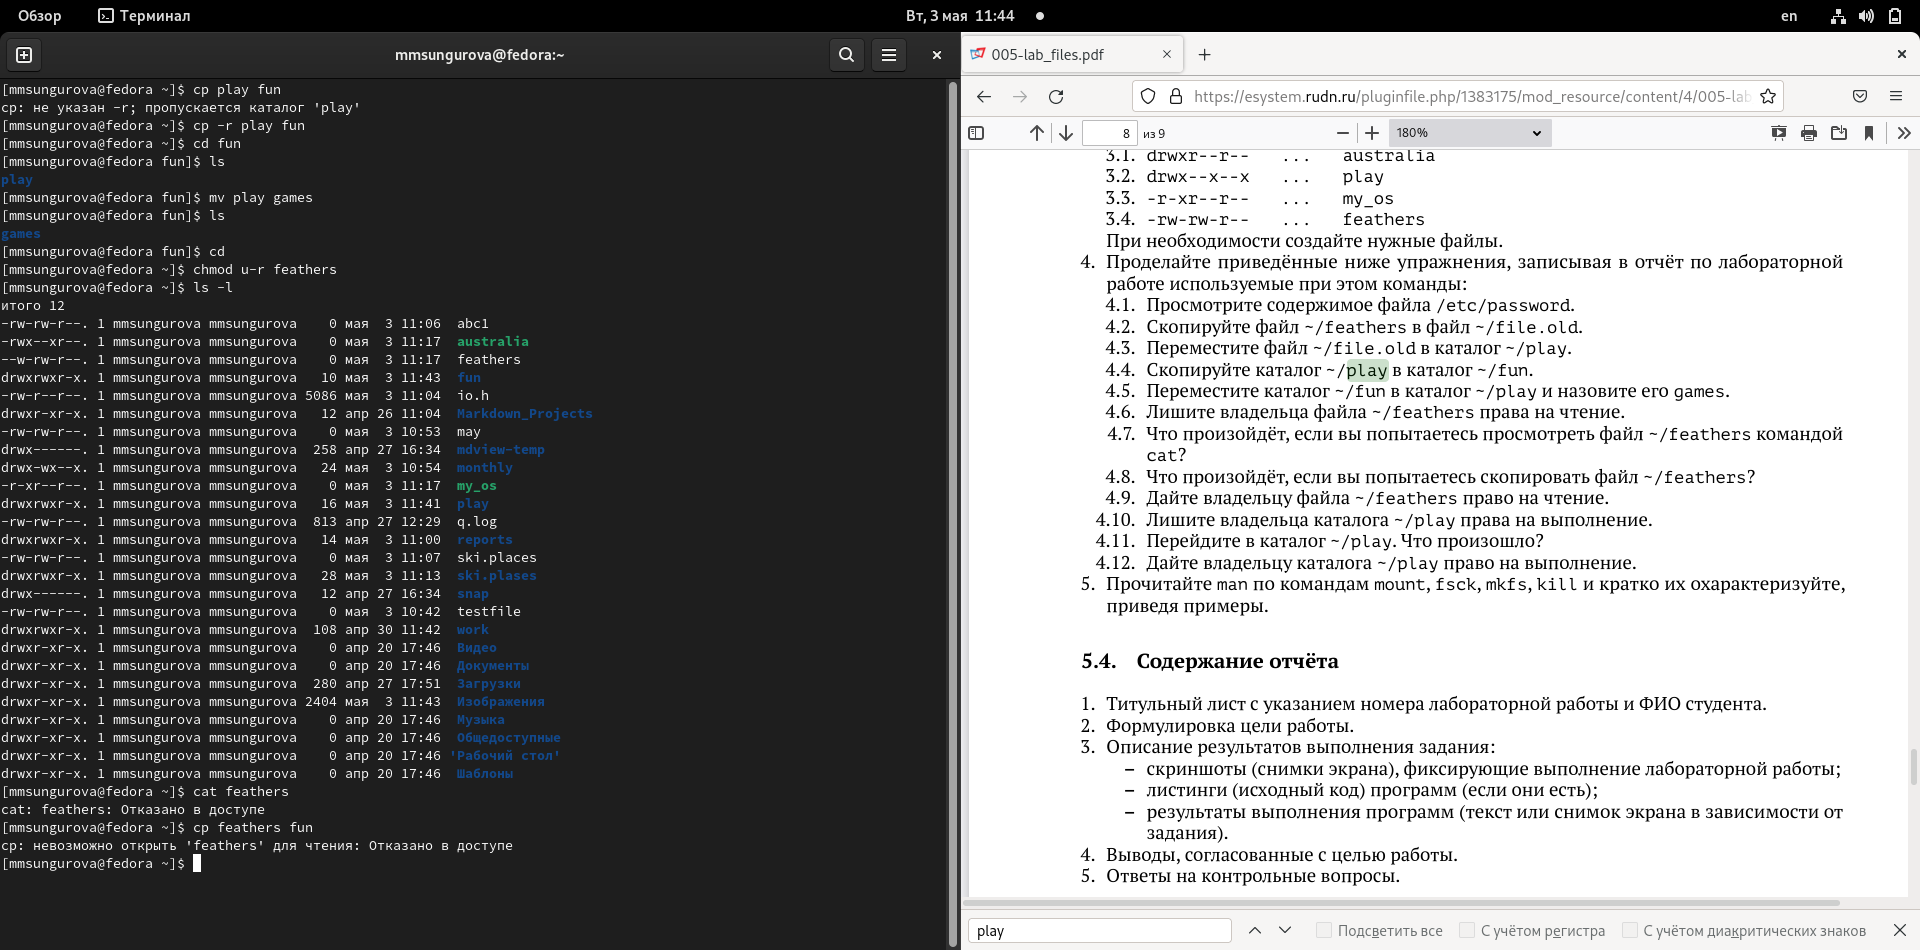 Обзор
Терминал
Вт, 3 мая 11:44
en
mmsungurova@fedora:~
[mmsungurova@fedora ~]$ cp play fun
cp: не указан -r; пропускается каталог 'play'
[mmsungurova@fedora ~]$ cp -r play fun
[mmsungurova@fedora ~]$ cd fun
[mmsungurova@fedora fun]$ ls
play
[mmsungurova@fedora fun]$ mv play games
[mmsungurova@fedora fun]$ ls
games
[mmsungurova@fedora fun]$ cd
[mmsungurova@fedora ~]$ chmod u-r feathers
[mmsungurova@fedora ~]$ ls -l
итого 12
-rw-rw-r--. 1 mmsungurova mmsungurova    0 мая  3 11:06  abc1
-rwx--xr--. 1 mmsungurova mmsungurova    0 мая  3 11:17  australia
--w-rw-r--. 1 mmsungurova mmsungurova    0 мая  3 11:17  feathers
drwxrwxr-x. 1 mmsungurova mmsungurova   10 мая  3 11:43  fun
-rw-r--r--. 1 mmsungurova mmsungurova 5086 мая  3 11:04  io.h
drwxr-xr-x. 1 mmsungurova mmsungurova   12 апр 26 11:04  Markdown_Projects
-rw-rw-r--. 1 mmsungurova mmsungurova    0 мая  3 10:53  may
drwx------. 1 mmsungurova mmsungurova  258 апр 27 16:34  mdview-temp
drwx-wx--x. 1 mmsungurova mmsungurova   24 мая  3 10:54  monthly
-r-xr--r--. 1 mmsungurova mmsungurova    0 мая  3 11:17  my_os
drwxrwxr-x. 1 mmsungurova mmsungurova   16 мая  3 11:41  play
-rw-rw-r--. 1 mmsungurova mmsungurova  813 апр 27 12:29  q.log
drwxrwxr-x. 1 mmsungurova mmsungurova   14 мая  3 11:00  reports
-rw-rw-r--. 1 mmsungurova mmsungurova    0 мая  3 11:07  ski.places
drwxrwxr-x. 1 mmsungurova mmsungurova   28 мая  3 11:13  ski.plases
drwx------. 1 mmsungurova mmsungurova   12 апр 27 16:34  snap
-rw-rw-r--. 1 mmsungurova mmsungurova    0 мая  3 10:42  testfile
drwxrwxr-x. 1 mmsungurova mmsungurova  108 апр 30 11:42  work
drwxr-xr-x. 1 mmsungurova mmsungurova    0 апр 20 17:46  Видео
drwxr-xr-x. 1 mmsungurova mmsungurova    0 апр 20 17:46  Документы
drwxr-xr-x. 1 mmsungurova mmsungurova  280 апр 27 17:51  Загрузки
drwxr-xr-x. 1 mmsungurova mmsungurova 2404 мая  3 11:43  Изображения
drwxr-xr-x. 1 mmsungurova mmsungurova    0 апр 20 17:46  Музыка
drwxr-xr-x. 1 mmsungurova mmsungurova    0 апр 20 17:46  Общедоступные
drwxr-xr-x. 1 mmsungurova mmsungurova    0 апр 20 17:46 'Рабочий стол'
drwxr-xr-x. 1 mmsungurova mmsungurova    0 апр 20 17:46  Шаблоны
[mmsungurova@fedora ~]$ cat feathers
cat: feathers: Отказано в доступе
[mmsungurova@fedora ~]$ cp feathers fun
cp: невозможно открыть 'feathers' для чтения: Отказано в доступе
[mmsungurova@fedora ~]$
005-lab_files.pdf
https://esystem.rudn.ru/pluginfile.php/1383175/mod_resource/content/4/005-lab
8 из 9
180%
3.1. drwxr--r-- ... australia
3.2. drwx--x--x ... play
3.3. -r-xr--r-- ... my_os
3.4. -rw-rw-r-- ... feathers
При необходимости создайте нужные файлы.
4. Проделайте приведённые ниже упражнения, записывая в отчёт по лабораторной
работе используемые при этом команды:
4.1. Просмотрите содержимое файла /etc/password.
4.2. Скопируйте файл ~/feathers в файл ~/file.old.
4.3. Переместите файл ~/file.old в каталог ~/play.
4.4. Скопируйте каталог ~/play в каталог ~/fun.
4.5. Переместите каталог ~/fun в каталог ~/play и назовите его games.
4.6. Лишите владельца файла ~/feathers права на чтение.
4.7. Что произойдёт, если вы попытаетесь просмотреть файл ~/feathers командой
cat?
4.8. Что произойдёт, если вы попытаетесь скопировать файл ~/feathers?
4.9. Дайте владельцу файла ~/feathers право на чтение.
4.10. Лишите владельца каталога ~/play права на выполнение.
4.11. Перейдите в каталог ~/play. Что произошло?
4.12. Дайте владельцу каталога ~/play право на выполнение.
5. Прочитайте man по командам mount, fsck, mkfs, kill и кратко их охарактеризуйте,
приведя примеры.
5.4. Содержание отчёта
1. Титульный лист с указанием номера лабораторной работы и ФИО студента.
2. Формулировка цели работы.
3. Описание результатов выполнения задания:
– скриншоты (снимки экрана), фиксирующие выполнение лабораторной работы;
– листинги (исходный код) программ (если они есть);
– результаты выполнения программ (текст или снимок экрана в зависимости от
задания).
4. Выводы, согласованные с целью работы.
5. Ответы на контрольные вопросы.
play
Подсветить все
С учётом регистра
С учётом диакритических знаков